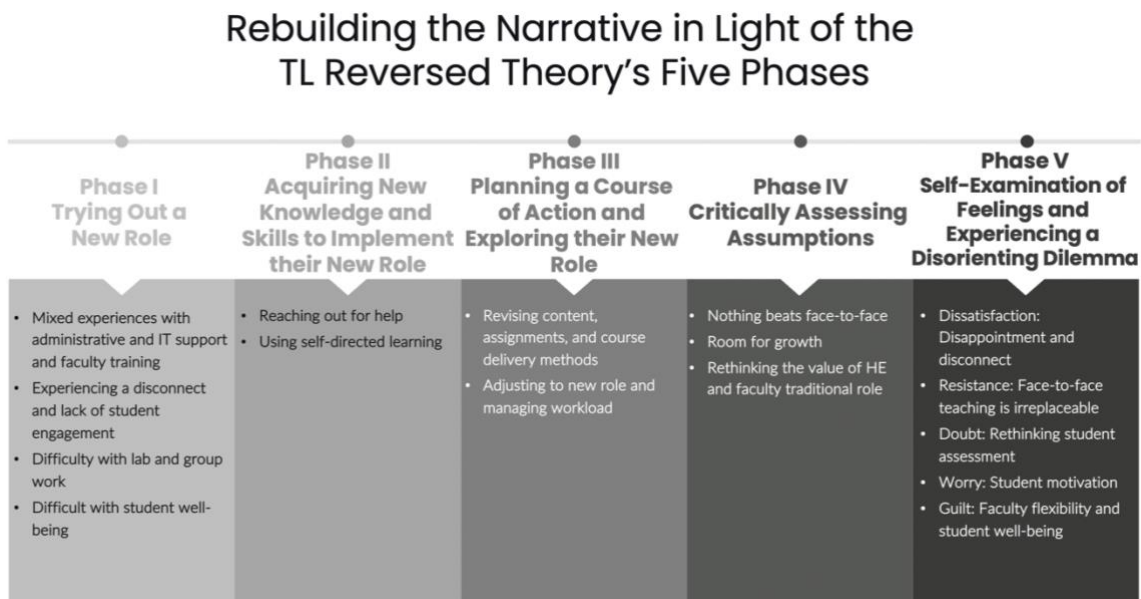 Rebuilding the Narrative in Light of the
TL Reversed Theory's Five Phases
Phase I
Trying Out a
New Role
Phase II
Acquiring New
Knowledge and
Skills to Implement
their New Role
Phase III
Planning a Course
of Action and
Exploring their New
Role
Phase IV
Critically Assessing
Assumptions
Phase V
Self-Examination of
Feelings and
Experiencing a
Disorienting Dilemma
• Mixed experiences with
administrative and IT support
and faculty training
• Experiencing a disconnect
and lack of student
engagement
• Difficulty with lab and group
work
• Difficult with student well-
being
• Reaching out for help
• Using self-directed learning
• Revising content,
assignments, and course
delivery methods
• Adjusting to new role and
managing workload
• Nothing beats face-to-face
• Room for growth
• Rethinking the value of HE
and faculty traditional role
• Dissatisfaction:
Disappointment and
disconnect
• Resistance: Face-to-face
teaching is irreplaceable
• Doubt: Rethinking student
assessment
• Worry: Student motivation
• Guilt: Faculty flexibility and
student well-being